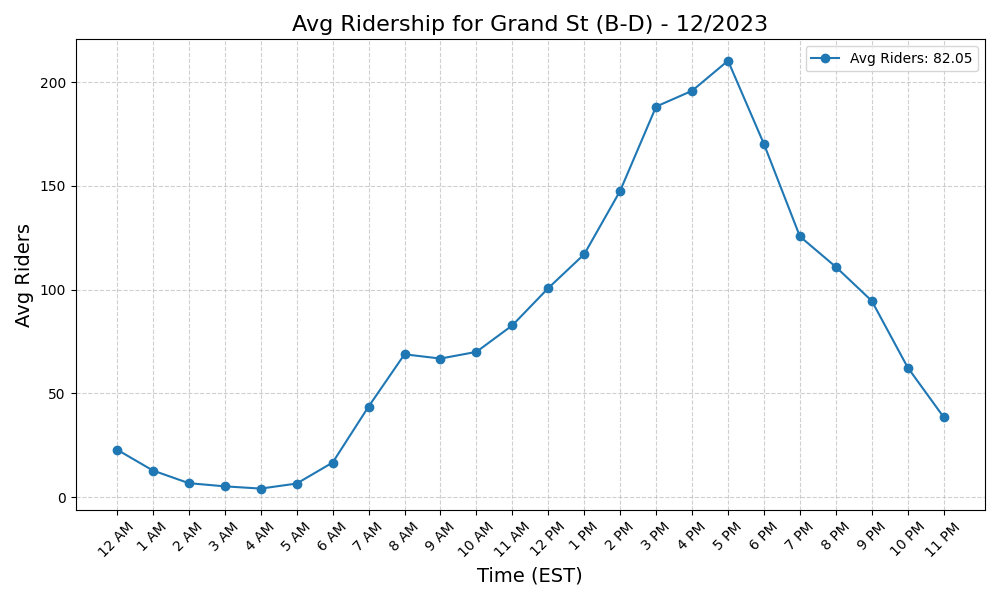 Avg Ridership for Grand St (B-D) - 12/2023
Avg Riders: 82.05
Avg Riders
200
150
100
50
0
12 AM
1 AM
2 AM
3 AM
4 AM
5 AM
6 AM
7 AM
8 AM
9 AM
10 AM
11 AM
12 PM
1 PM
2 PM
3 PM
4 PM
5 PM
6 PM
7 PM
8 PM
9 PM
10 PM
11 PM
Time (EST)